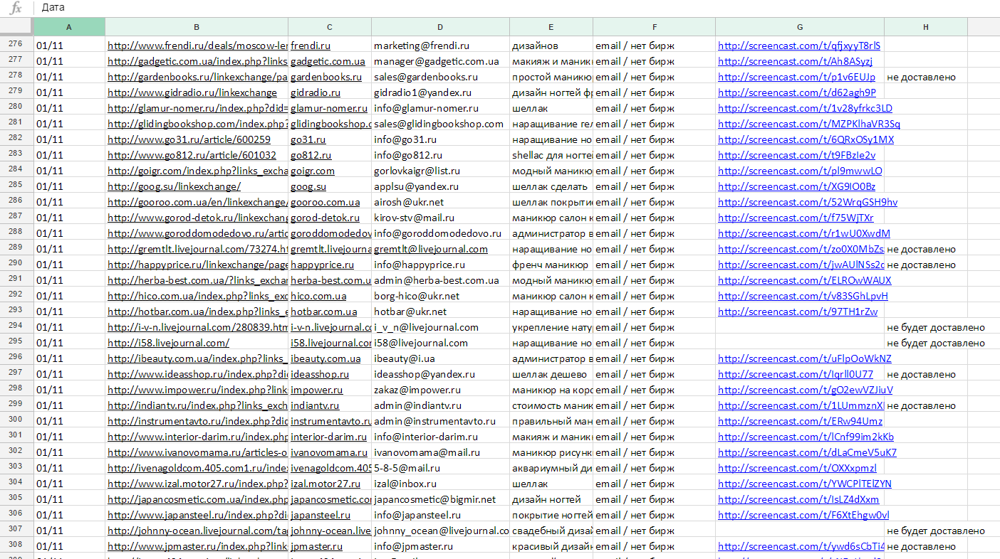 fx Дата
A B C D E F G H
276 01/11 http://www.frendi.ru/deals/moscow-ler frendi.ru marketing@frendi.ru дизайнов email / нет бирж http://screencast.com/t/qfjxyyT8rlS
277 01/11 http://gadgetic.com.ua/index.php?links gadgetic.com.ua manager@gadgetic.com.ua макияж и маник email / нет бирж http://screencast.com/t/Ah8ASyzj
278 01/11 http://gardenbooks.ru/linkexchange/pa gardenbooks.ru sales@gardenbooks.ru простой маникю email / нет бирж http://screencast.com/t/p1v6EUJp не доставлено
279 01/11 http://www.gidradio.ru/linkexchange gidradio.ru gidradio1@yandex.ru дизайн ногтей фр email / нет бирж http://screencast.com/t/d62agh9P
280 01/11 http://glamur-nomer.ru/index.php?did= glamur-nomer.ru info@glamur-nomer.ru шеллак email / нет бирж http://screencast.com/t/1v28yfrkc3LD
281 01/11 http://glidingbookshop.com/index.php? glidingbookshop.c sales@glidingbookshop.com наращивание гел email / нет бирж http://screencast.com/t/MZPKlhaVR3Sq
282 01/11 http://www.go31.ru/article/600259 go31.ru info@go31.ru наращивание но email / нет бирж http://screencast.com/t/6QRxOSy1MX
283 01/11 http://www.go812.ru/article/601032 go812.ru info@go812.ru shellac для ногте email / нет бирж http://screencast.com/t/t9FBzIe2v
284 01/11 http://goigr.com/index.php?links_excha goigr.com gorlovkaigr@list.ru модный маникю email / нет бирж http://screencast.com/t/pl9mwwLO
285 01/11 http://goog.su/linkexchange/ goog.su applsu@yandex.ru шеллак сделать email / нет бирж http://screencast.com/t/XG9IO0Bz
286 01/11 http://gooroo.com.ua/en/linkexchange/ gooroo.com.ua airosh@ukr.net шеллак покрытие email / нет бирж http://screencast.com/t/52WrqGSH9hv
287 01/11 http://www.gorod-detok.ru/linkexchang gorod-detok.ru kirov-stv@mail.ru маникюр салон к email / нет бирж http://screencast.com/t/f75WjTXr
288 01/11 http://www.goroddomodedovo.ru/artic goroddomodedov info@goroddomodedovo.ru администратор в email / нет бирж http://screencast.com/t/r1wU0XwdM
289 01/11 http://gremtlt.livejournal.com/73274.ht gremtlt.livejourna gremtlt@livejournal.com наращивание но email / нет бирж http://screencast.com/t/zo0X0MbZs не доставлено
290 01/11 http://happyprice.ru/linkexchange/page happyprice.ru info@happyprice.ru френч маникюр email / нет бирж http://screencast.com/t/jwAUlNSs2c не доставлено
291 01/11 http://herba-best.com.ua/?links_exchar herba-best.com.u admin@herba-best.com.ua модный маникю email / нет бирж http://screencast.com/t/ELROwWAUX
292 01/11 http://hico.com.ua/index.php?links_exc hico.com.ua borg-hico@ukr.net маникюр салон к email / нет бирж http://screencast.com/t/v83SGhLpvH
293 01/11 http://hotbar.com.ua/index.php?links_e hotbar.com.ua hotbar@ukr.net наращивание но email / нет бирж http://screencast.com/t/97TH1rZw
294 01/11 http://i-v-n.livejournal.com/280839.htm i-v-n.livejournal.co i_v_n@livejournal.com укрепление нату email / нет бирж не будет доставлено
295 01/11 http://i58.livejournal.com/ i58.livejournal.cor i58@livejournal.com наращивание но email / нет бирж не будет доставлено
296 01/11 http://ibeauty.com.ua/index.php?links_ ibeauty.com.ua ibeauty@i.ua администратор в email / нет бирж http://screencast.com/t/uFlpOoWkNZ
297 01/11 http://www.ideasshop.ru/index.php?di ideasshop.ru ideasshop@yandex.ru шеллак дешево email / нет бирж http://screencast.com/t/Iqrll0U77 не доставлено
298 01/11 http://www.impower.ru/index.php?link impower.ru zakaz@impower.ru маникюр на коро email / нет бирж http://screencast.com/t/gO2ewVZJiuV
299 01/11 http://indiantv.ru/index.php?links_exch indiantv.ru admin@indiantv.ru стоимость маник email / нет бирж http://screencast.com/t/1LUmmznX не доставлено
300 01/11 http://instrumentavto.ru/index.php?dic instrumentavto.ru admin@instrumentavto.ru правильный ман email / нет бирж http://screencast.com/t/ERw94Umz
301 01/11 http://www.interior-darim.ru/index.php interior-darim.ru info@interior-darim.ru макияж и маник email / нет бирж http://screencast.com/t/lCnf99im2kKb
302 01/11 http://www.ivanovomama.ru/articles-o ivanovomama.ru ivanovomama@mail.ru маникюр рисунк email / нет бирж http://screencast.com/t/dLaCmeV5uK7
303 01/11 http://ivenagoldcom.405.com1.ru/index ivenagoldcom.405 5-8-5@mail.ru аквариумный ди email / нет бирж http://screencast.com/t/OXXxpmzl
304 01/11 http://www.izal.motor27.ru/index.php? izal.motor27.ru izal@inbox.ru шеллак email / нет бирж http://screencast.com/t/YWCPlTElZYN
305 01/11 http://japancosmetic.com.ua/index.php japancosmetic.cor japancosmetic@bigmir.net дизайн ногтей email / нет бирж http://screencast.com/t/IsLZ4dXxm
306 01/11 http://www.japansteel.ru/index.php?di japansteel.ru info@japansteel.ru покрытие ногтей email / нет бирж http://screencast.com/t/F6XtEhgw0vl
307 01/11 http://johnny-ocean.livejournal.com/tag johnny-ocean.live johnny_ocean@livejournal.co свадебный дизай email / нет бирж не будет доставлено
308 01/11 http://www.jpmaster.ru/index.php?link jpmaster.ru info@jpmaster.ru красивый дизайн email / нет бирж http://screencast.com/t/ywd6sCbTi4 не доставлено